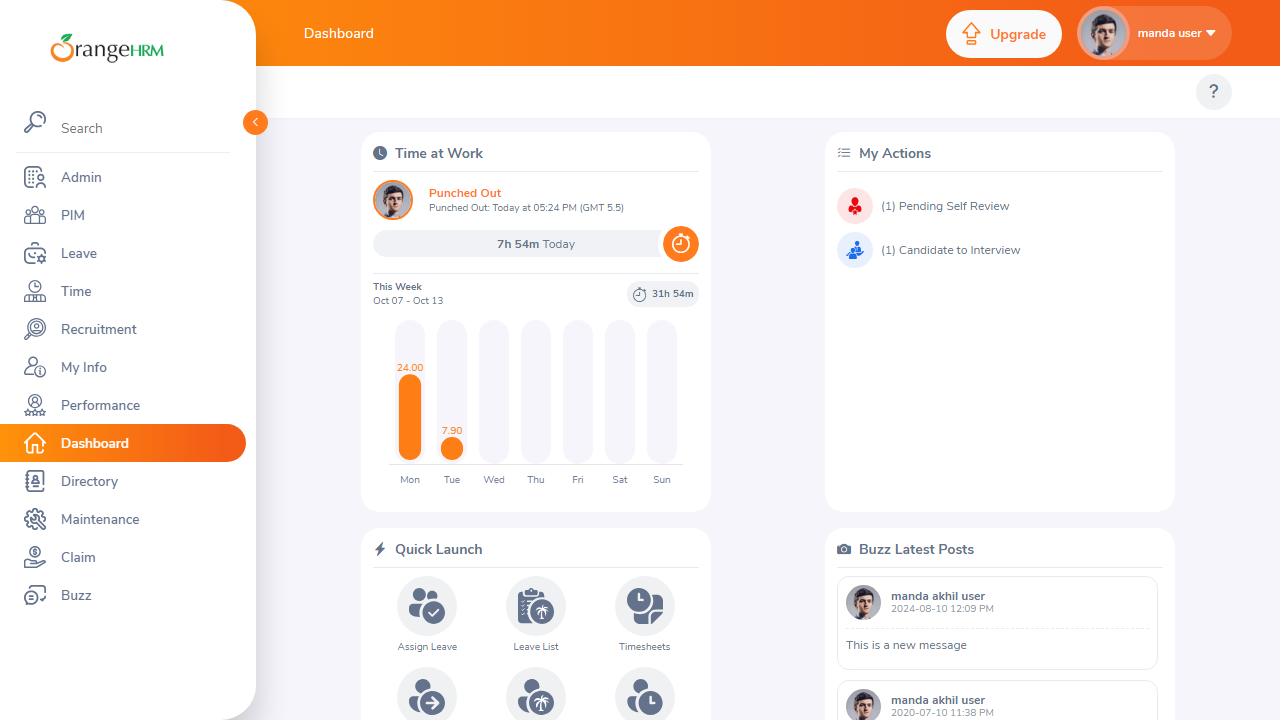 OrangeHRM
Dashboard
Upgrade
manda user
?
Search
Admin
PIM
Leave
Time
Recruitment
My Info
Performance
Dashboard
Directory
Maintenance
Claim
Buzz
Time at Work
Punched Out
Punched Out: Today at 05:24 PM (GMT 5.5)
7h 54m Today
This Week
Oct 07 - Oct 13
31h 54m
24.00
7.90
Mon Tue Wed Thu Fri Sat Sun
My Actions
(1) Pending Self Review
(1) Candidate to Interview
Quick Launch
Assign Leave
Leave List
Timesheets
Buzz Latest Posts
manda akhil user
2024-08-10 12:09 PM
This is a new message
manda akhil user
2020-07-10 11:38 PM